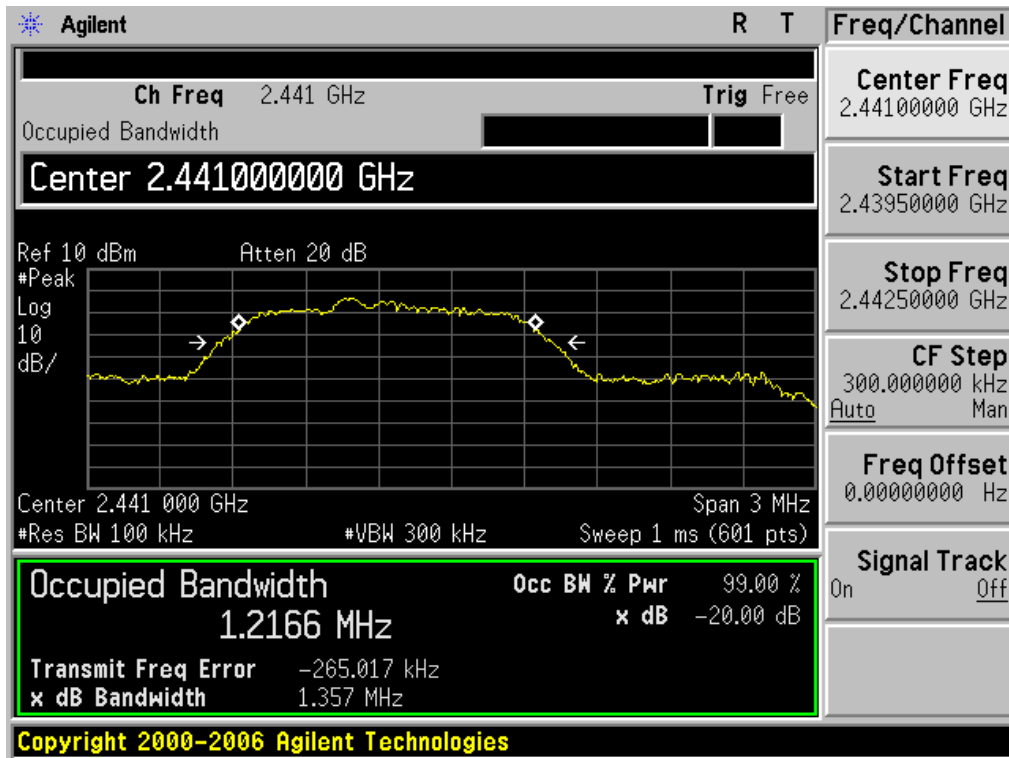 Agilent R T
Freq/Channel
Ch Freq 2.441 GHz Trig Free
Occupied Bandwidth
Center 2.441000000 GHz
Ref 10 dBm Atten 20 dB
#Peak
Log
10
dB/
Center 2.441 000 GHz Span 3 MHz
#Res BW 100 kHz #VBW 300 kHz Sweep 1 ms (601 pts)
Occupied Bandwidth
1.2166 MHz
Occ BW % Pwr 99.00 %
x dB -20.00 dB
Transmit Freq Error -265.017 kHz
x dB Bandwidth 1.357 MHz
Copyright 2000-2006 Agilent Technologies
Center Freq
2.44100000 GHz
Start Freq
2.43950000 GHz
Stop Freq
2.44250000 GHz
CF Step
300.000000 kHz
Auto Man
Freq Offset
0.00000000 Hz
Signal Track
On Off